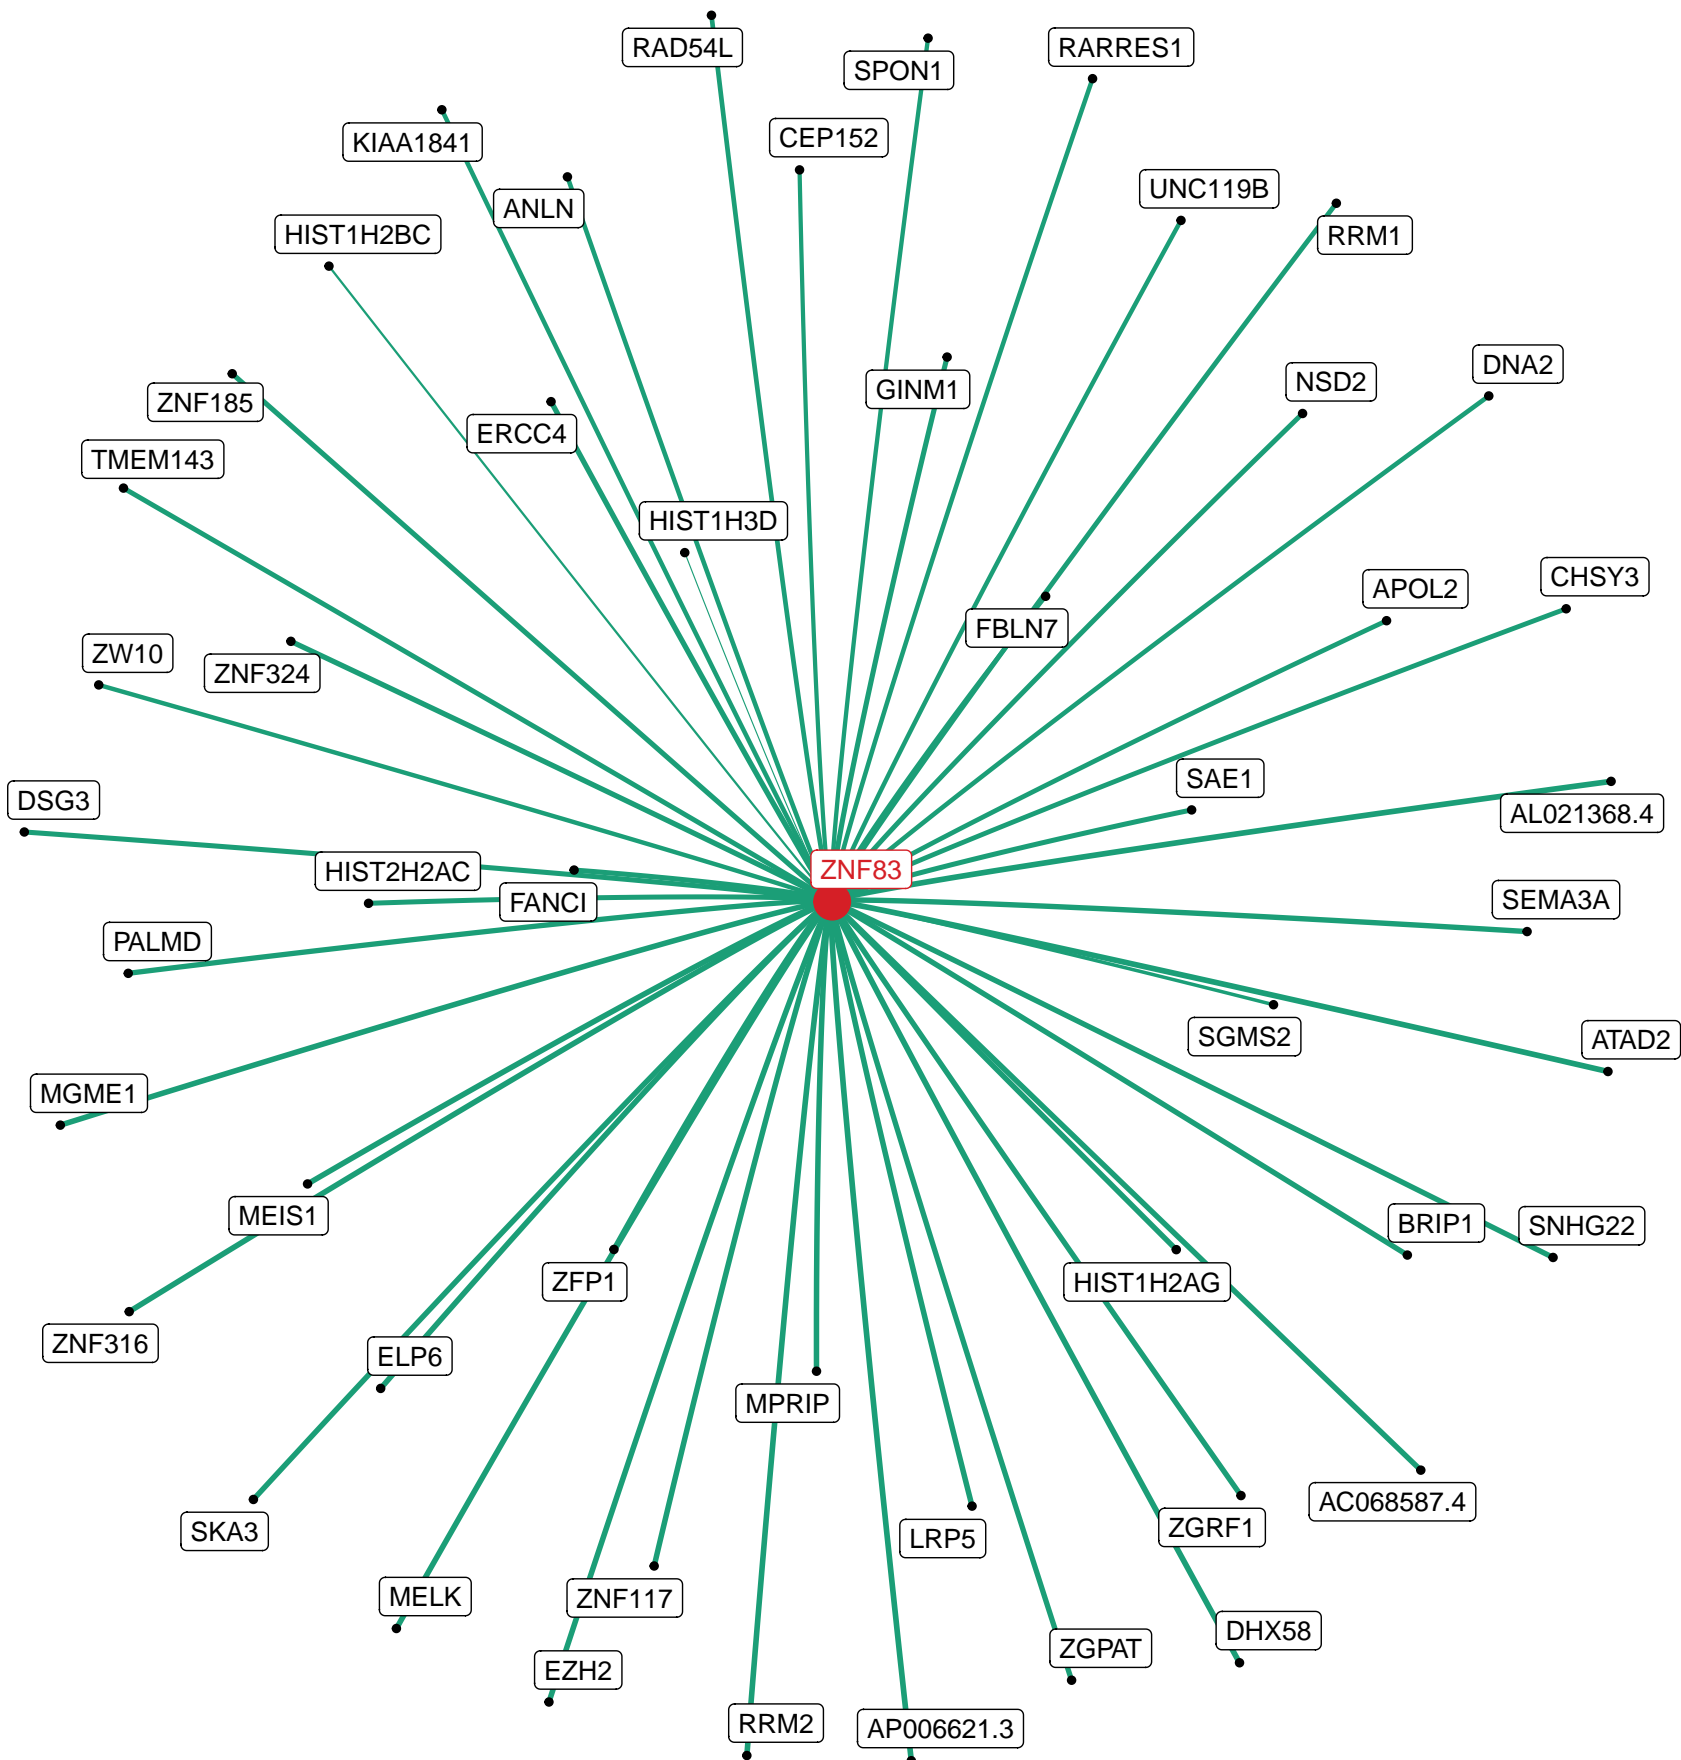 RAD54L
SPON1
RARRES1
KIAA1841
CEP152
ANLN
UNC119B
HIST1H2BC
RRM1
ZNF185
GINM1
NSD2
DNA2
ERCC4
TMEM143
HIST1H3D
CHSY3
APOL2
FBLN7
ZW10
ZNF324
SAE1
DSG3
AL021368.4
ZNF83
HIST2H2AC
FANCI
SEMA3A
PALMD
SGMS2
ATAD2
MGME1
MEIS1
BRIP1
SNHG22
ZFP1
HIST1H2AG
ZNF316
ELP6
MPRIP
AC068587.4
SKA3
LRP5
ZGRF1
MELK
ZNF117
DHX58
ZGPAT
EZH2
RRM2
AP006621.3